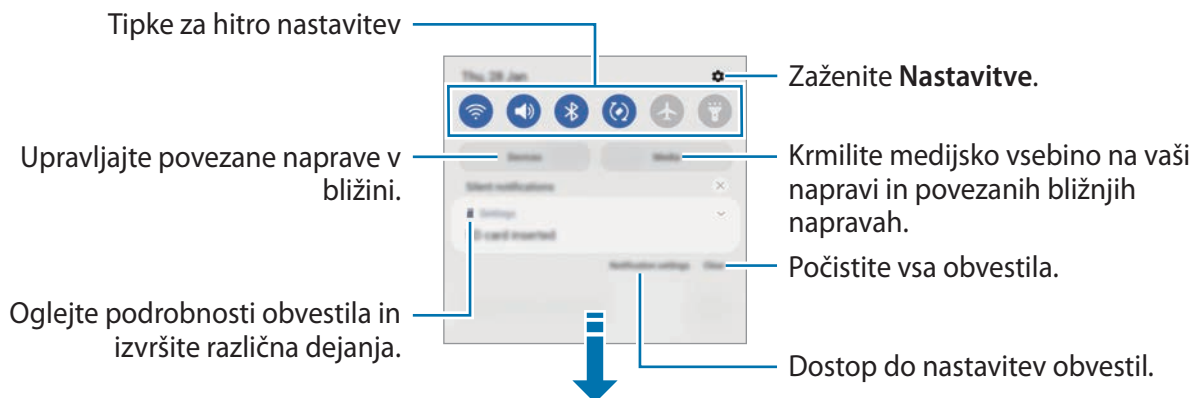 Tipke za hitro nastavitev
Thu, 28 Jan
Zaženite Nastavitve.
Upravljajte povezane naprave v
bližini.
Devices
Media
Krmilite medijsko vsebino na vaši
napravi in povezanih bližnjih
napravah.
Silent notifications
Settings
card inserted
Notification settings
Clear
Počistite vsa obvestila.
Oglejte podrobnosti obvestila in
izvršite različna dejanja.
Dostop do nastavitev obvestil.